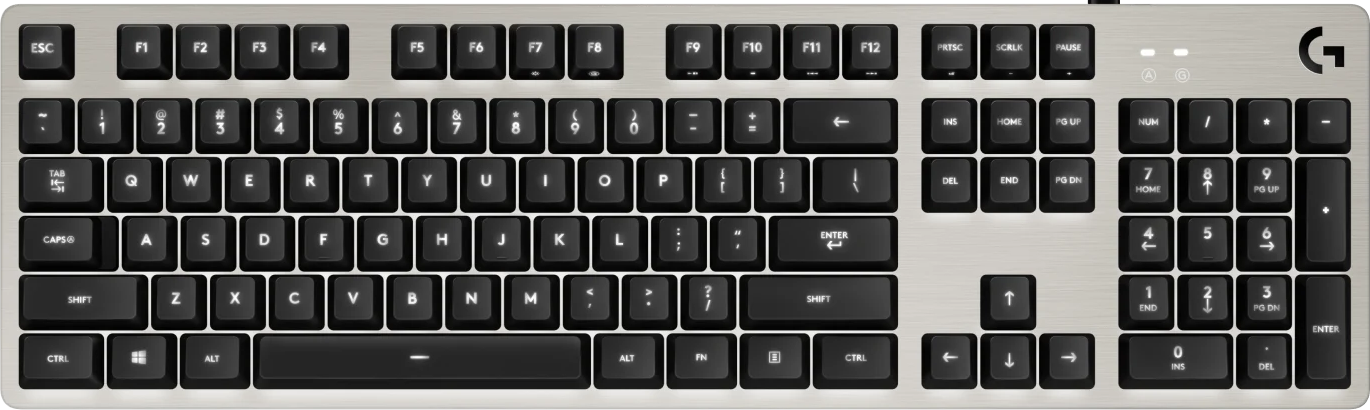 ESC F1 F2 F3 F4 F5 F6 F7 F8 F9 F10 F11 F12 PRTSC SCRLK PAUSE G
A G
~ ! @ # $ % ^ & * ( ) - +
` 1 2 3 4 5 6 7 8 9 0 - = ← INS HOME PG UP NUM / * -
TAB Q W E R T Y U I O P { } | DEL END PG DN 7 8 9
[ ] \ HOME ↑ PG UP
+
CAPS A A S D F G H J K L : “ ENTER 4 5 6
; ‘ ← →
SHIFT Z X C V B N M < > ? SHIFT ↑ 1 2 3
, . / END ↓ PG DN
ENTER
CTRL ALT ALT FN CTRL ← ↓ → 0 .
INS DEL